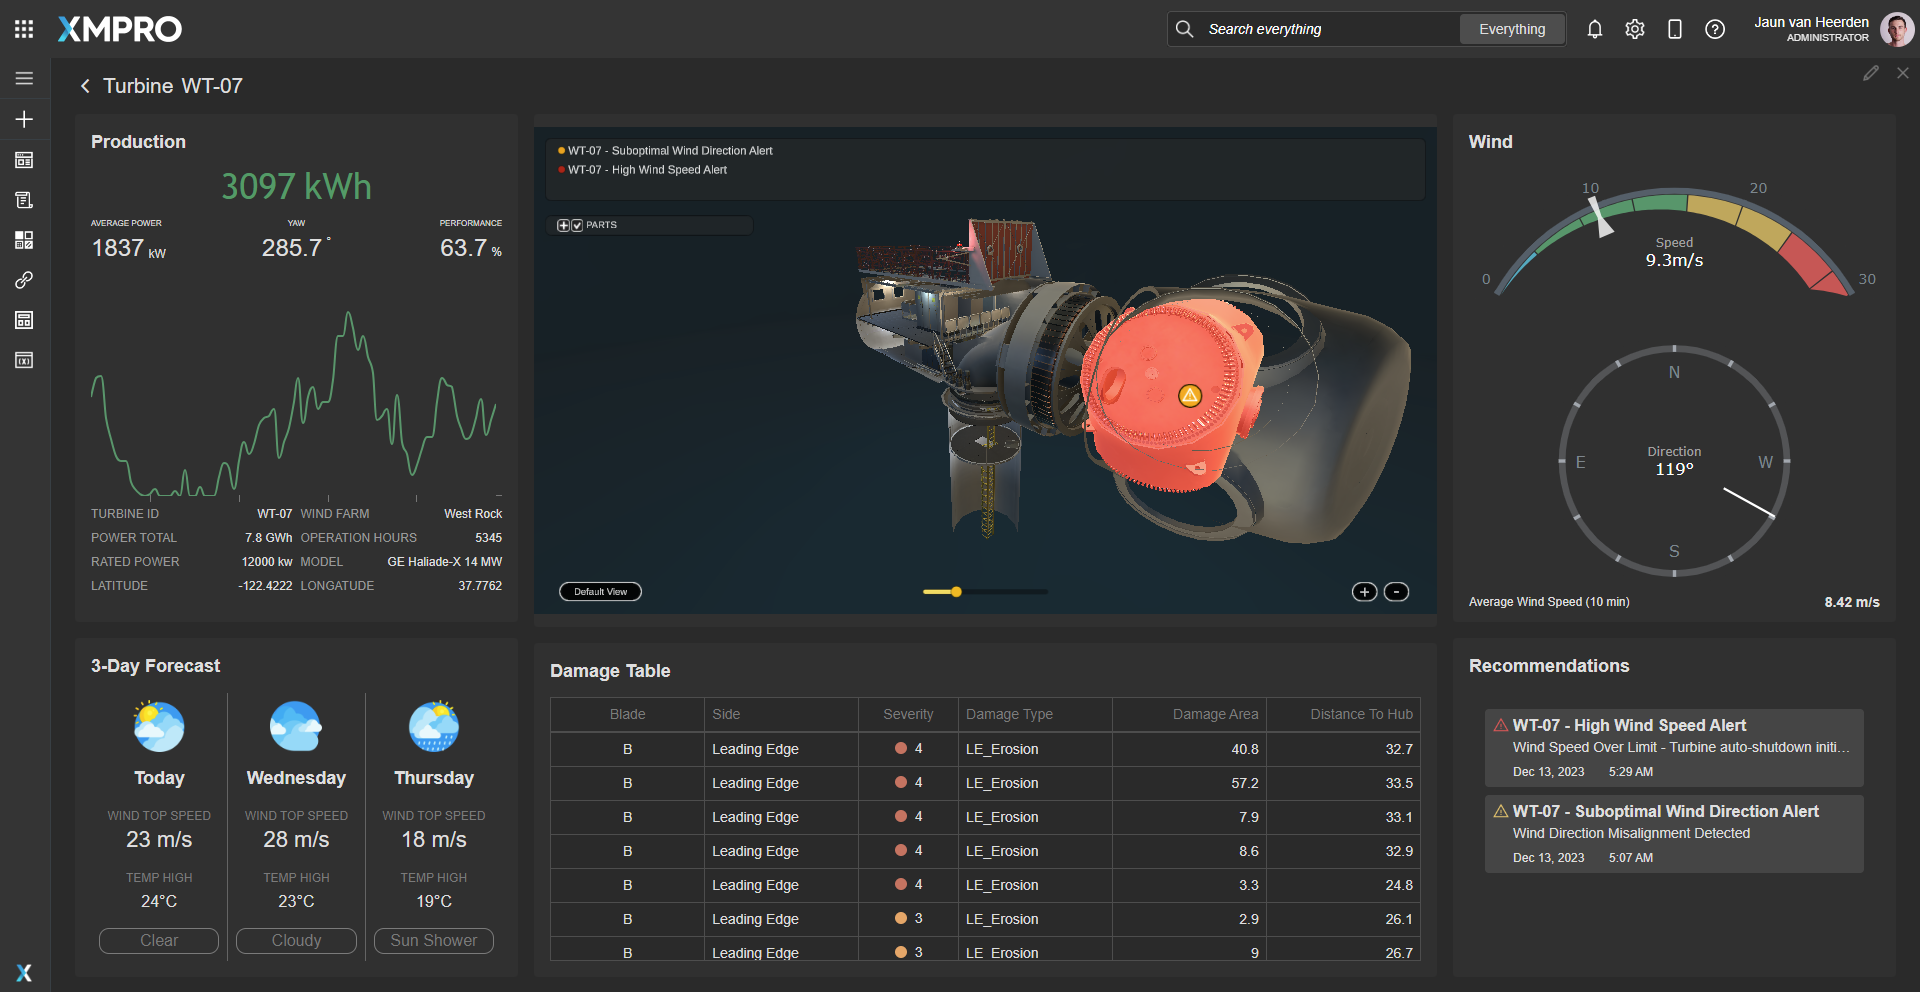 XMPRO
Search everything
Everything
Jaun van Heerden
ADMINISTRATOR
Turbine WT-07
Production
3097 kWh
AVERAGE POWER
YAW
PERFORMANCE
1837 kW
285.7 °
63.7 %
TURBINE ID WT-07 WIND FARM West Rock
POWER TOTAL 7.8 GWh OPERATION HOURS 5345
RATED POWER 12000 kw MODEL GE Haliade-X 14 MW
LATITUDE -122.4222 LONGATUDE 37.7762
WT-07 - Suboptimal Wind Direction Alert
WT-07 - High Wind Speed Alert
PARTS
Default View
+
-
Wind
10
20
0
30
Speed
9.3m/s
N
E
W
S
Direction
119°
Average Wind Speed (10 min) 8.42 m/s
3-Day Forecast
Today
Wednesday
Thursday
WIND TOP SPEED
WIND TOP SPEED
WIND TOP SPEED
23 m/s
28 m/s
18 m/s
TEMP HIGH
TEMP HIGH
TEMP HIGH
24°C
23°C
19°C
Clear
Cloudy
Sun Shower
Damage Table
Blade Side Severity Damage Type Damage Area Distance To Hub
B Leading Edge 4 LE_Erosion 40.8 32.7
B Leading Edge 4 LE_Erosion 57.2 33.5
B Leading Edge 4 LE_Erosion 7.9 33.1
B Leading Edge 4 LE_Erosion 8.6 32.9
B Leading Edge 4 LE_Erosion 3.3 24.8
B Leading Edge 3 LE_Erosion 2.9 26.1
B Leading Edge 3 LE_Erosion 9 26.7
Recommendations
WT-07 - High Wind Speed Alert
Wind Speed Over Limit - Turbine auto-shutdown initi...
Dec 13, 2023 5:29 AM
WT-07 - Suboptimal Wind Direction Alert
Wind Direction Misalignment Detected
Dec 13, 2023 5:07 AM
X